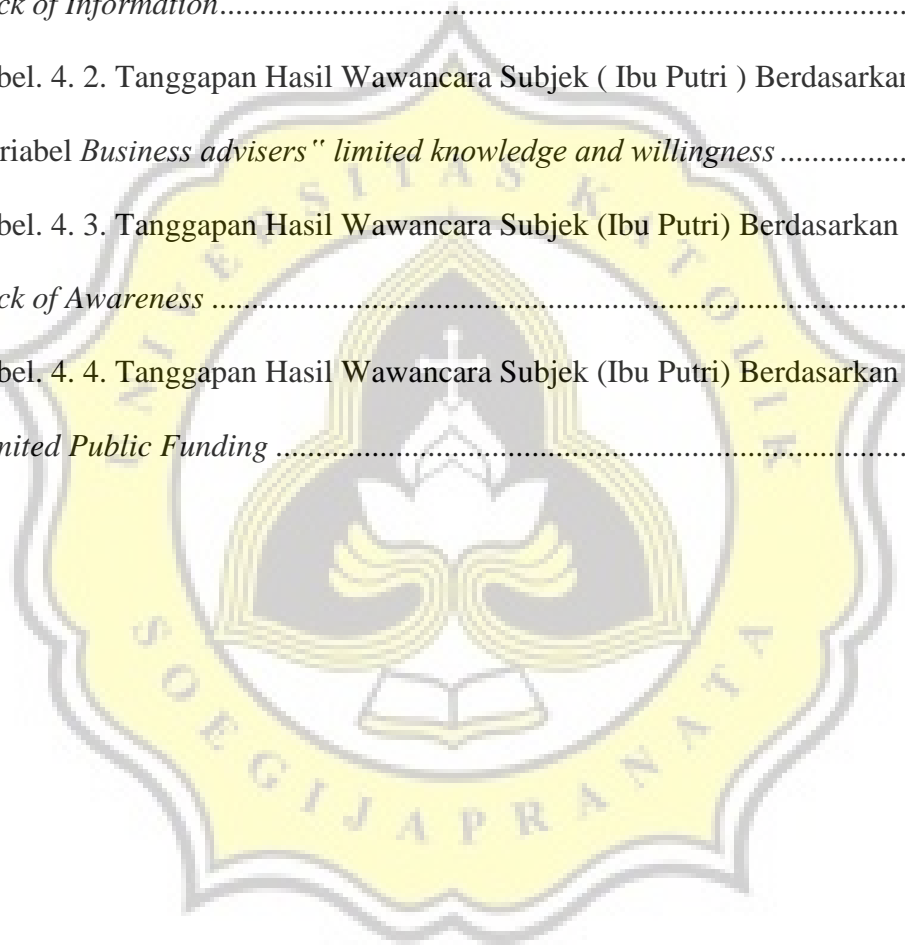 ck of Information..............................................................................
bel. 4. 2. Tanggapan Hasil Wawancara Subjek ( Ibu Putri ) Berdasarkan
riabel Business advisers‟ limited knowledge and willingness ................
bel. 4. 3. Tanggapan Hasil Wawancara Subjek (Ibu Putri) Berdasarkan
ck of Awareness ................................................................................
bel. 4. 4. Tanggapan Hasil Wawancara Subjek (Ibu Putri) Berdasarkan
mited Public Funding ........................................................................
UNIVERSITAS KATOLIK
SOEGIJAPRANATA